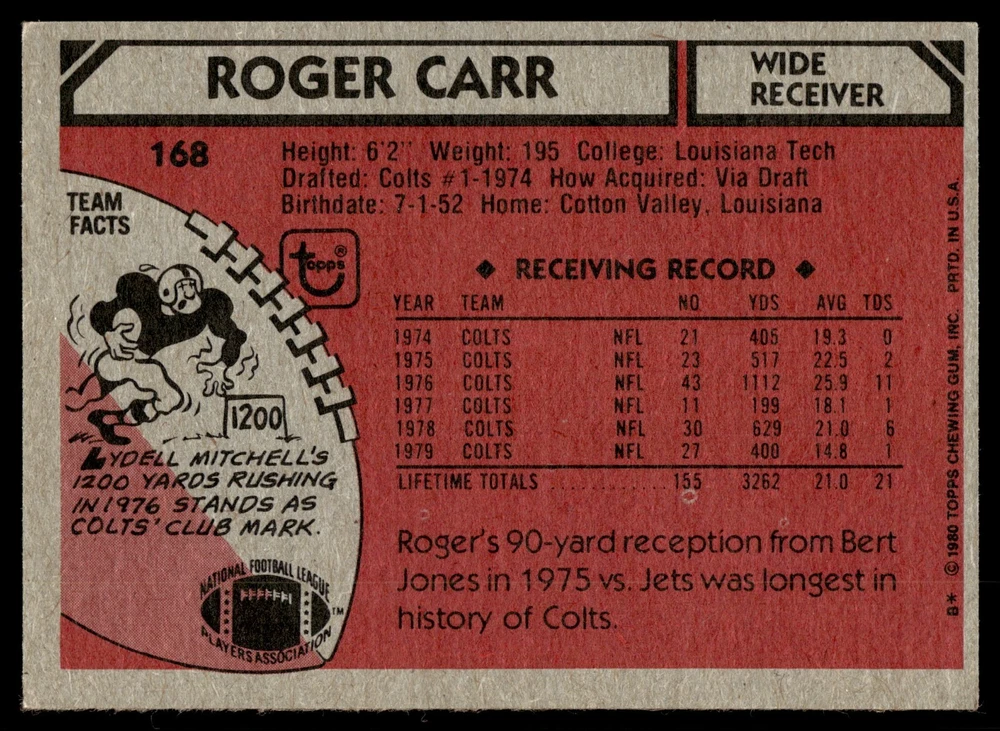 ROGER CARR
WIDE
RECEIVER
168
Height: 6'2" Weight: 195 College: Louisiana Tech
Drafted: Colts #1-1974 How Acquired: Via Draft
Birthdate: 7-1-52 Home: Cotton Valley, Louisiana
TEAM
FACTS
topps®
◆ RECEIVING RECORD ◆
YEAR TEAM NO. YDS AVG TDS
1974 COLTS NFL 21 405 19.3 0
1975 COLTS NFL 23 517 22.5 2
1976 COLTS NFL 43 1112 25.9 11
1977 COLTS NFL 11 199 18.1 1
1978 COLTS NFL 30 629 21.0 6
1979 COLTS NFL 27 400 14.8 1
LIFETIME TOTALS ............ 155 3262 21.0 21
1200
LYDELL MITCHELL'S
1200 YARDS RUSHING
IN 1976 STANDS AS
COLTS' CLUB MARK.
Roger's 90-yard reception from Bert
Jones in 1975 vs. Jets was longest in
history of Colts.
NATIONAL FOOTBALL LEAGUE
PLAYERS ASSOCIATION
TM
B* © 1980 TOPPS CHEWING GUM, INC. PRTD. IN U.S.A.